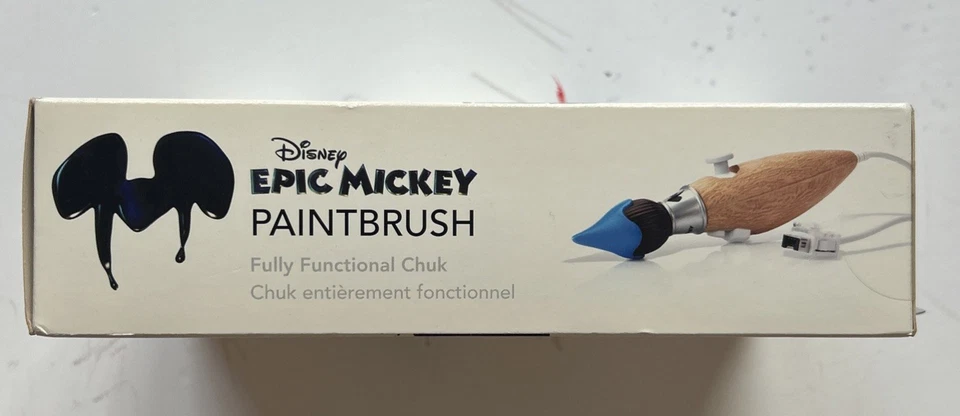 Disney
EPIC MICKEY
PAINTBRUSH
Fully Functional Chuk
Chuk entièrement fonctionnel